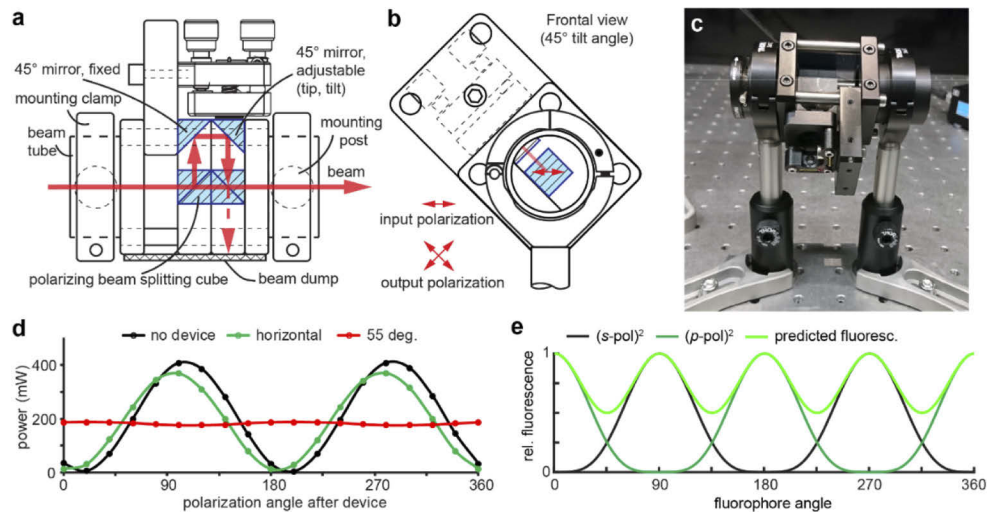 a
45° mirror, fixed
mounting clamp
beam
tube
45° mirror,
adjustable
(tip, tilt)
mounting
post
beam
polarizing beam splitting cube
beam dump
b
Frontal view
(45° tilt angle)
input polarization
output polarization
c
d
no device
horizontal
55 deg.
power (mW)
400
200
0
0
90
180
270
360
polarization angle after device
e
(s-pol)²
(p-pol)²
predicted fluoresc.
rel. fluorescence
1
0
0
90
180
270
360
fluorophore angle